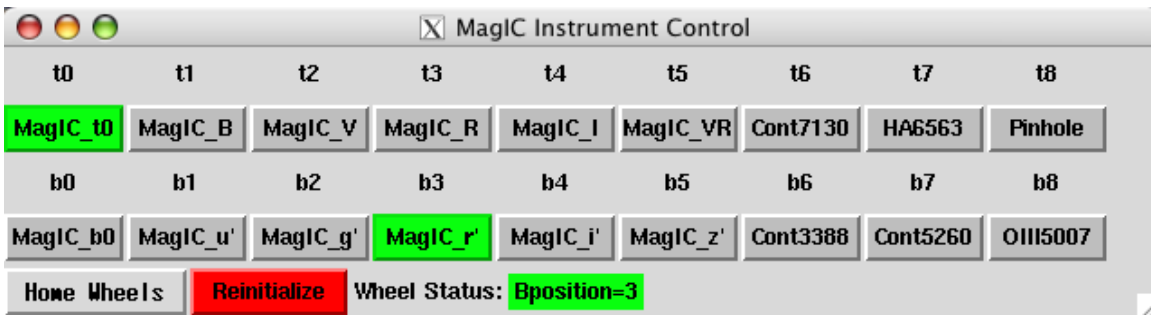 MagIC Instrument Control
t0 t1 t2 t3 t4 t5 t6 t7 t8
MagIC_t0 MagIC_B MagIC_V MagIC_R MagIC_I MagIC_VR Cont7130 HA6563 Pinhole
b0 b1 b2 b3 b4 b5 b6 b7 b8
MagIC_b0 MagIC_u' MagIC_g' MagIC_r' MagIC_i' MagIC_z' Cont3388 Cont5260 OIII5007
Home Wheels Reinitialize Wheel Status: Bposition=3